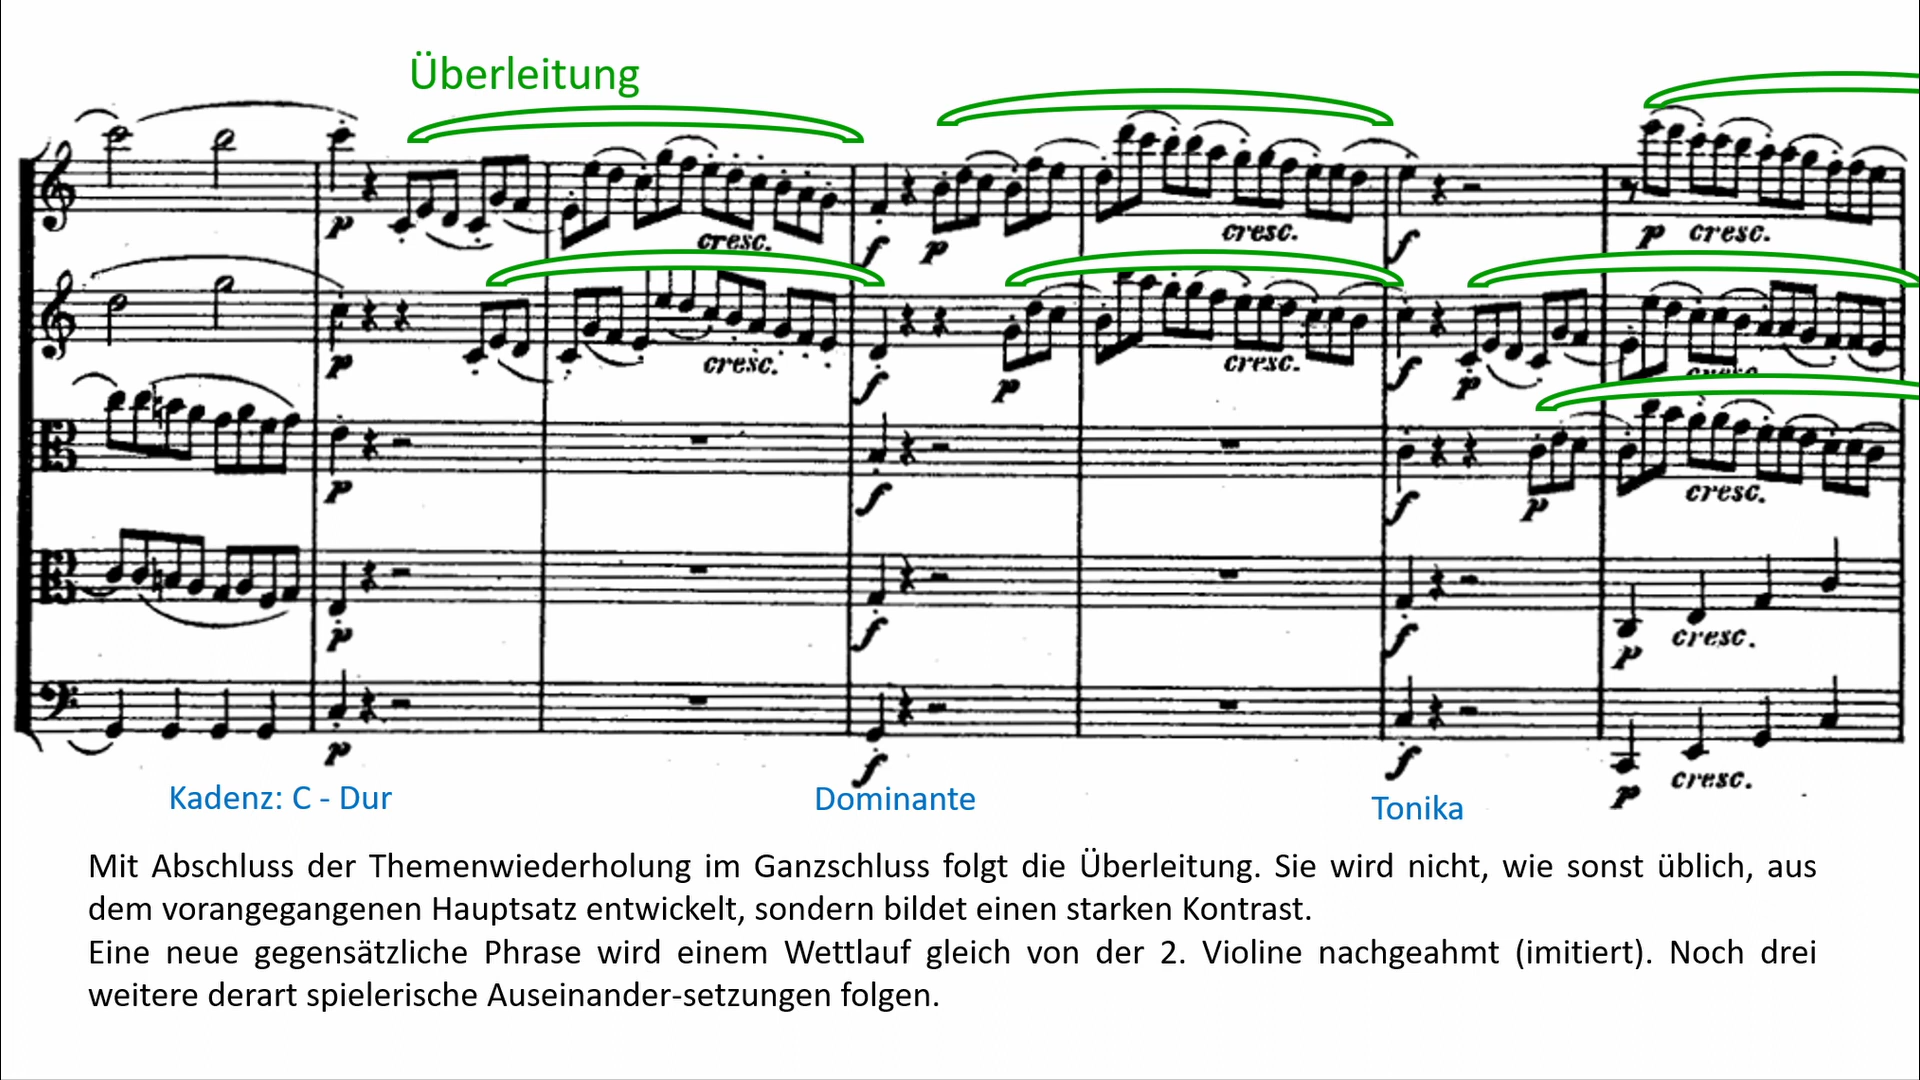 Überleitung
p cresc. f p cresc. f p cresc.
p cresc. f p cresc. f p cresc.
p f f p cresc.
p f f p cresc.
p f f p cresc.
Kadenz: C - Dur Dominante Tonika
Mit Abschluss der Themenwiederholung im Ganzschluss folgt die Überleitung. Sie wird nicht, wie sonst üblich, aus
dem vorangegangenen Hauptsatz entwickelt, sondern bildet einen starken Kontrast.
Eine neue gegensätzliche Phrase wird einem Wettlauf gleich von der 2. Violine nachgeahmt (imitiert). Noch drei
weitere derart spielerische Auseinander-setzungen folgen.